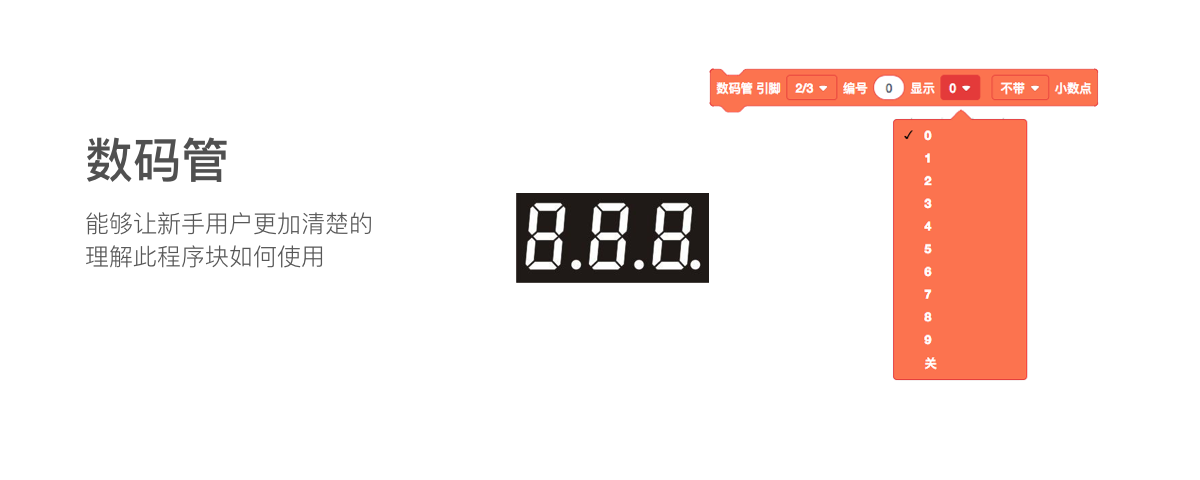 数码管
能够让新手用户更加清楚的
理解此程序块如何使用
8.8.8.
数码管 引脚 2/3 编号 0 显示 0 不带 小数点
✓ 0
1
2
3
4
5
6
7
8
9
关